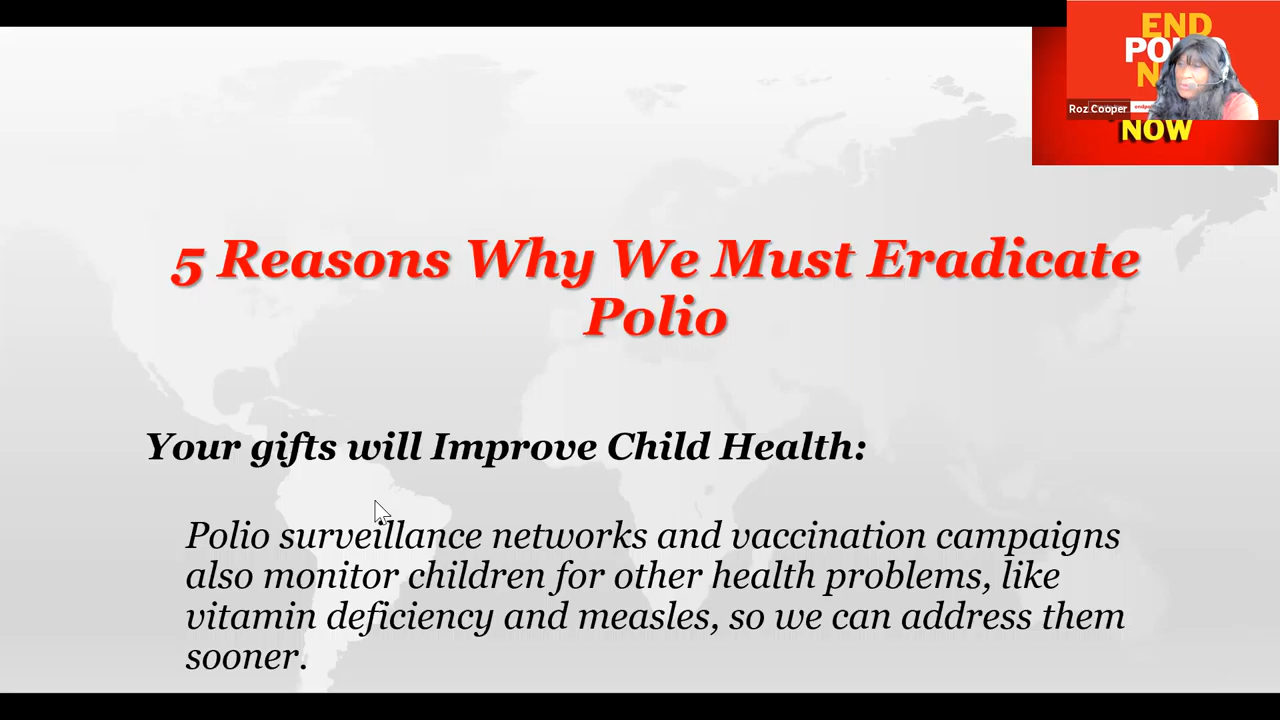 END
Roz Cooper
NOW
5 Reasons Why We Must Eradicate
Polio
Your gifts will Improve Child Health:
Polio surveillance networks and vaccination campaigns
also monitor children for other health problems, like
vitamin deficiency and measles, so we can address them
sooner.